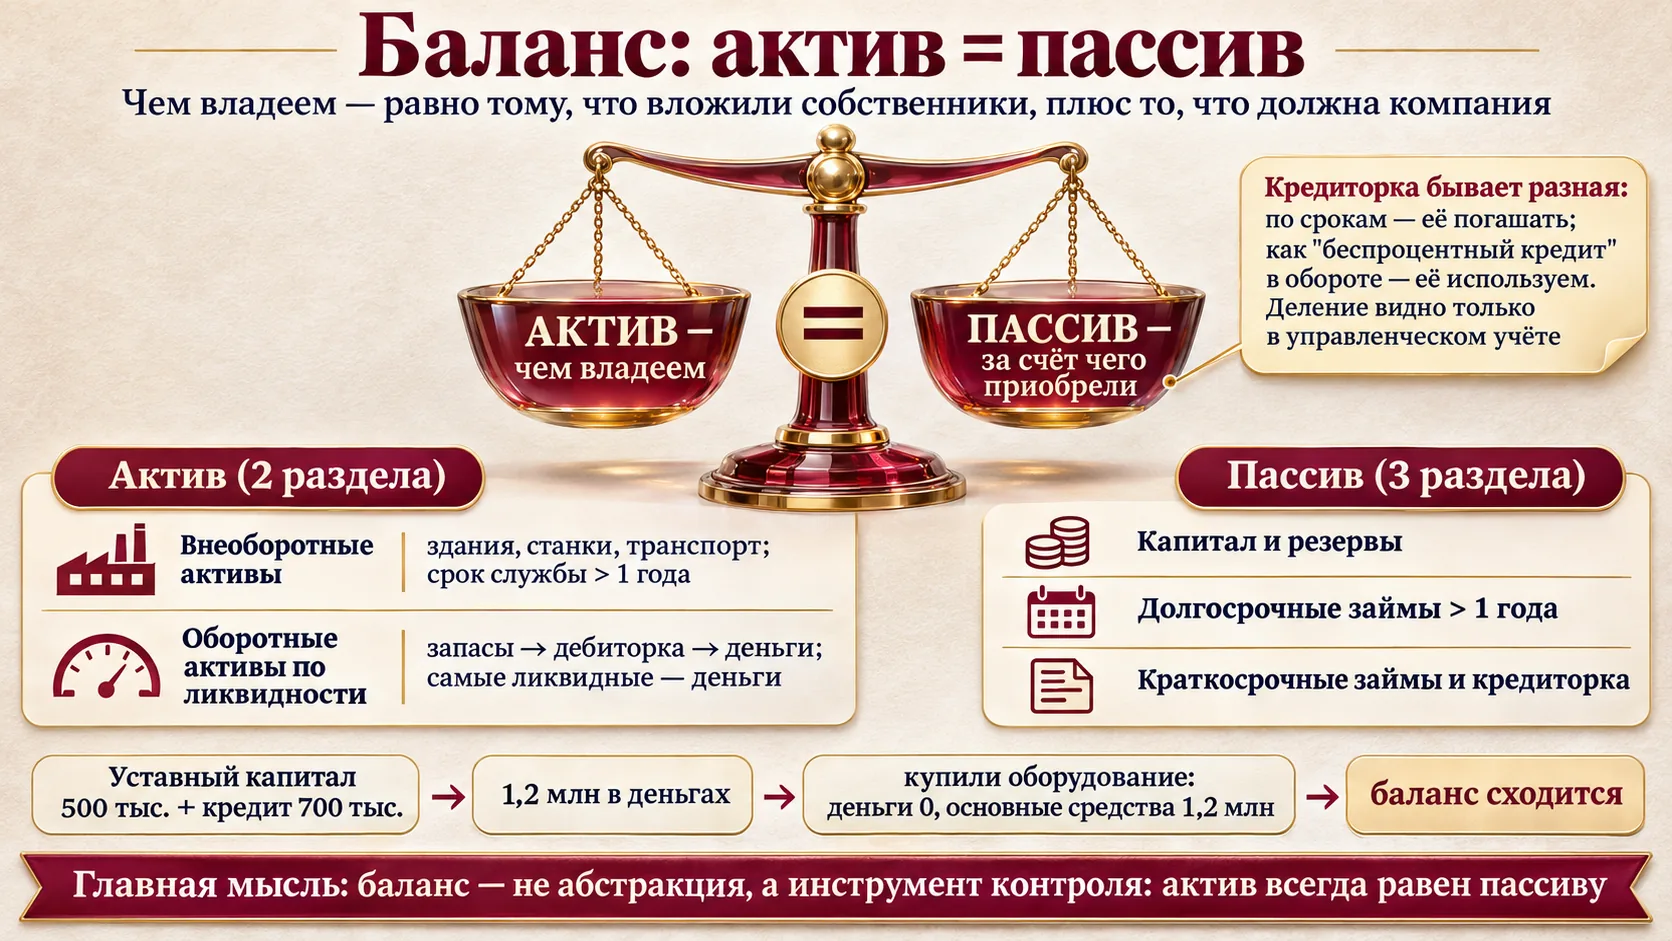 Баланс: актив = пассив
Чем владеем — равно тому, что вложили собственники, плюс то, что должна компания
АКТИВ –
чем владеем
=
ПАССИВ –
за счёт чего
приобрели
Кредиторка бывает разная:
по срокам — её погашать;
как "беспроцентный кредит"
в обороте — её используем.
Деление видно только
в управленческом учёте
Актив (2 раздела)
Внеоборотные
активы
здания, станки, транспорт;
срок службы > 1 года
Оборотные
активы по
ликвидности
запасы → дебиторка → деньги;
самые ликвидные — деньги
Пассив (3 раздела)
Капитал и резервы
Долгосрочные займы > 1 года
Краткосрочные займы и кредиторка
Уставный капитал
500 тыс. + кредит 700 тыс.
→
1,2 млн в деньгах
→
купили оборудование:
деньги 0, основные средства 1,2 млн
→
баланс сходится
Главная мысль: баланс — не абстракция, а инструмент контроля: актив всегда равен пассиву